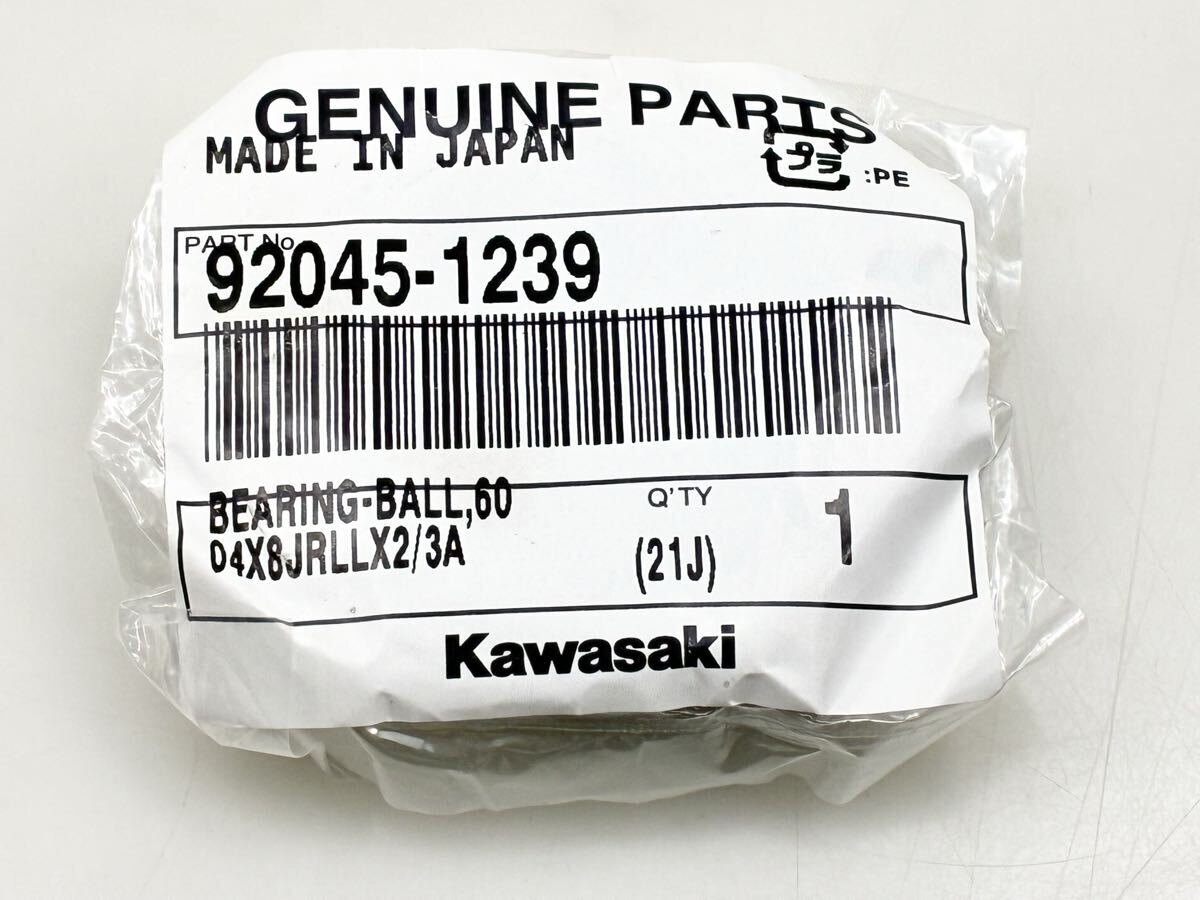 GENUINE PARTS
MADE IN JAPAN
プラ :PE
PART No.
92045-1239
BEARING-BALL,60
04X8JRLLX2/3A
Q'TY
(21J)
1
Kawasaki